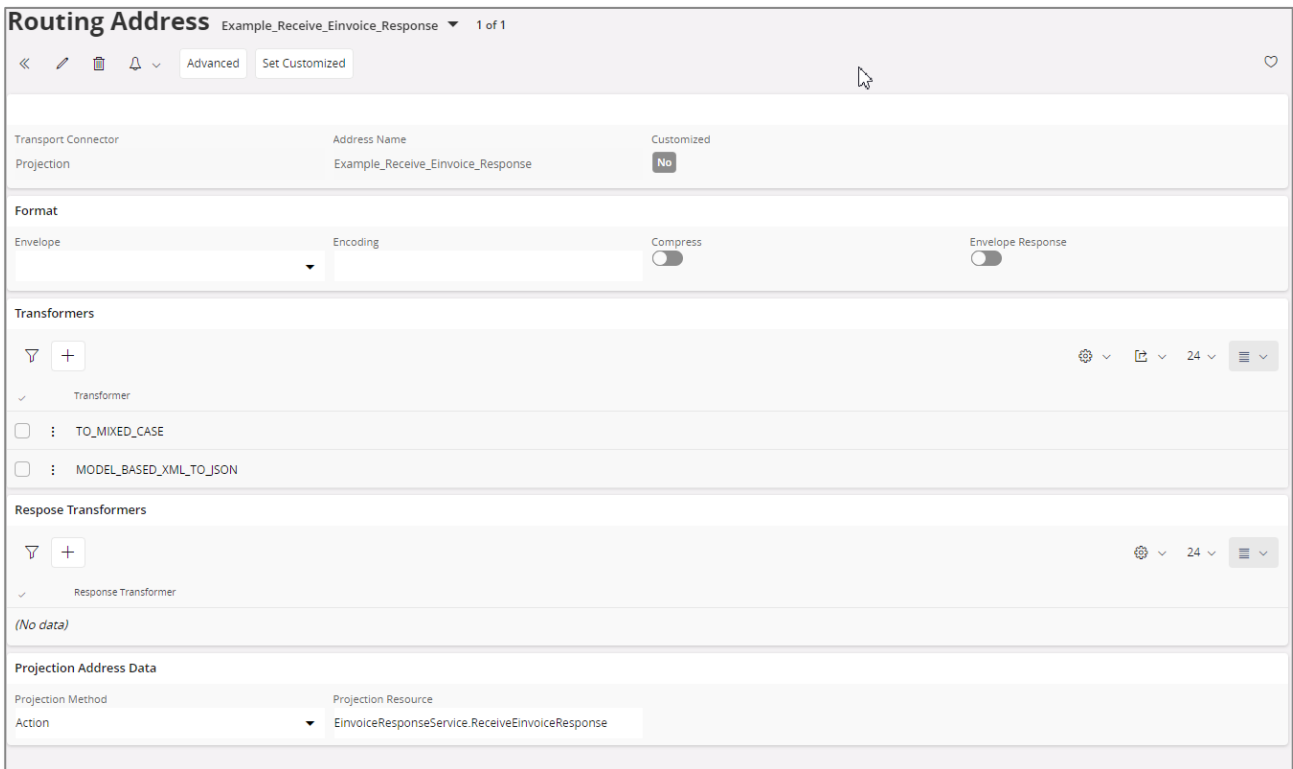 Routing Address Example_Receive_Einvoice_Response 1 of 1
Advanced Set Customized
Transport Connector Address Name Customized
Projection Example_Receive_Einvoice_Response No
Format
Envelope Encoding Compress Envelope Response
Transformers
24
Transformer
TO_MIXED_CASE
MODEL_BASED_XML_TO_JSON
Respose Transformers
24
Response Transformer
(No data)
Projection Address Data
Projection Method Projection Resource
Action EinvoiceResponseService.ReceiveEinvoiceResponse